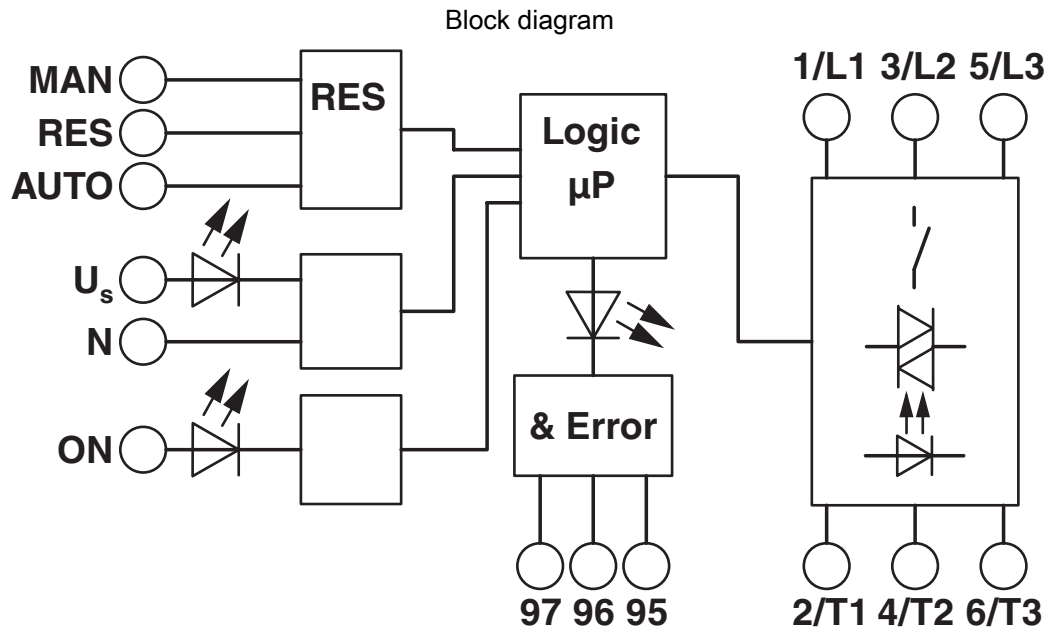 Block diagram
MAN
RES
AUTO
RES
Us
N
ON
Logic
µP
& Error
97 96 95
1/L1 3/L2 5/L3
2/T1 4/T2 6/T3